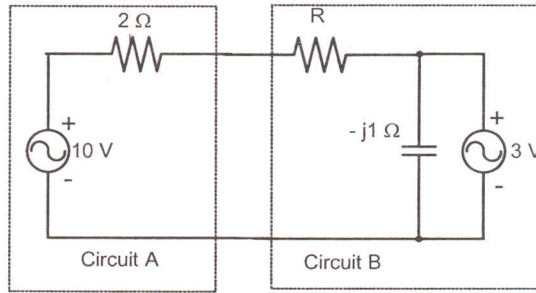 2 Ω
R
+
10 V
-
- j1 Ω
+
3 V
-
Circuit A
Circuit B